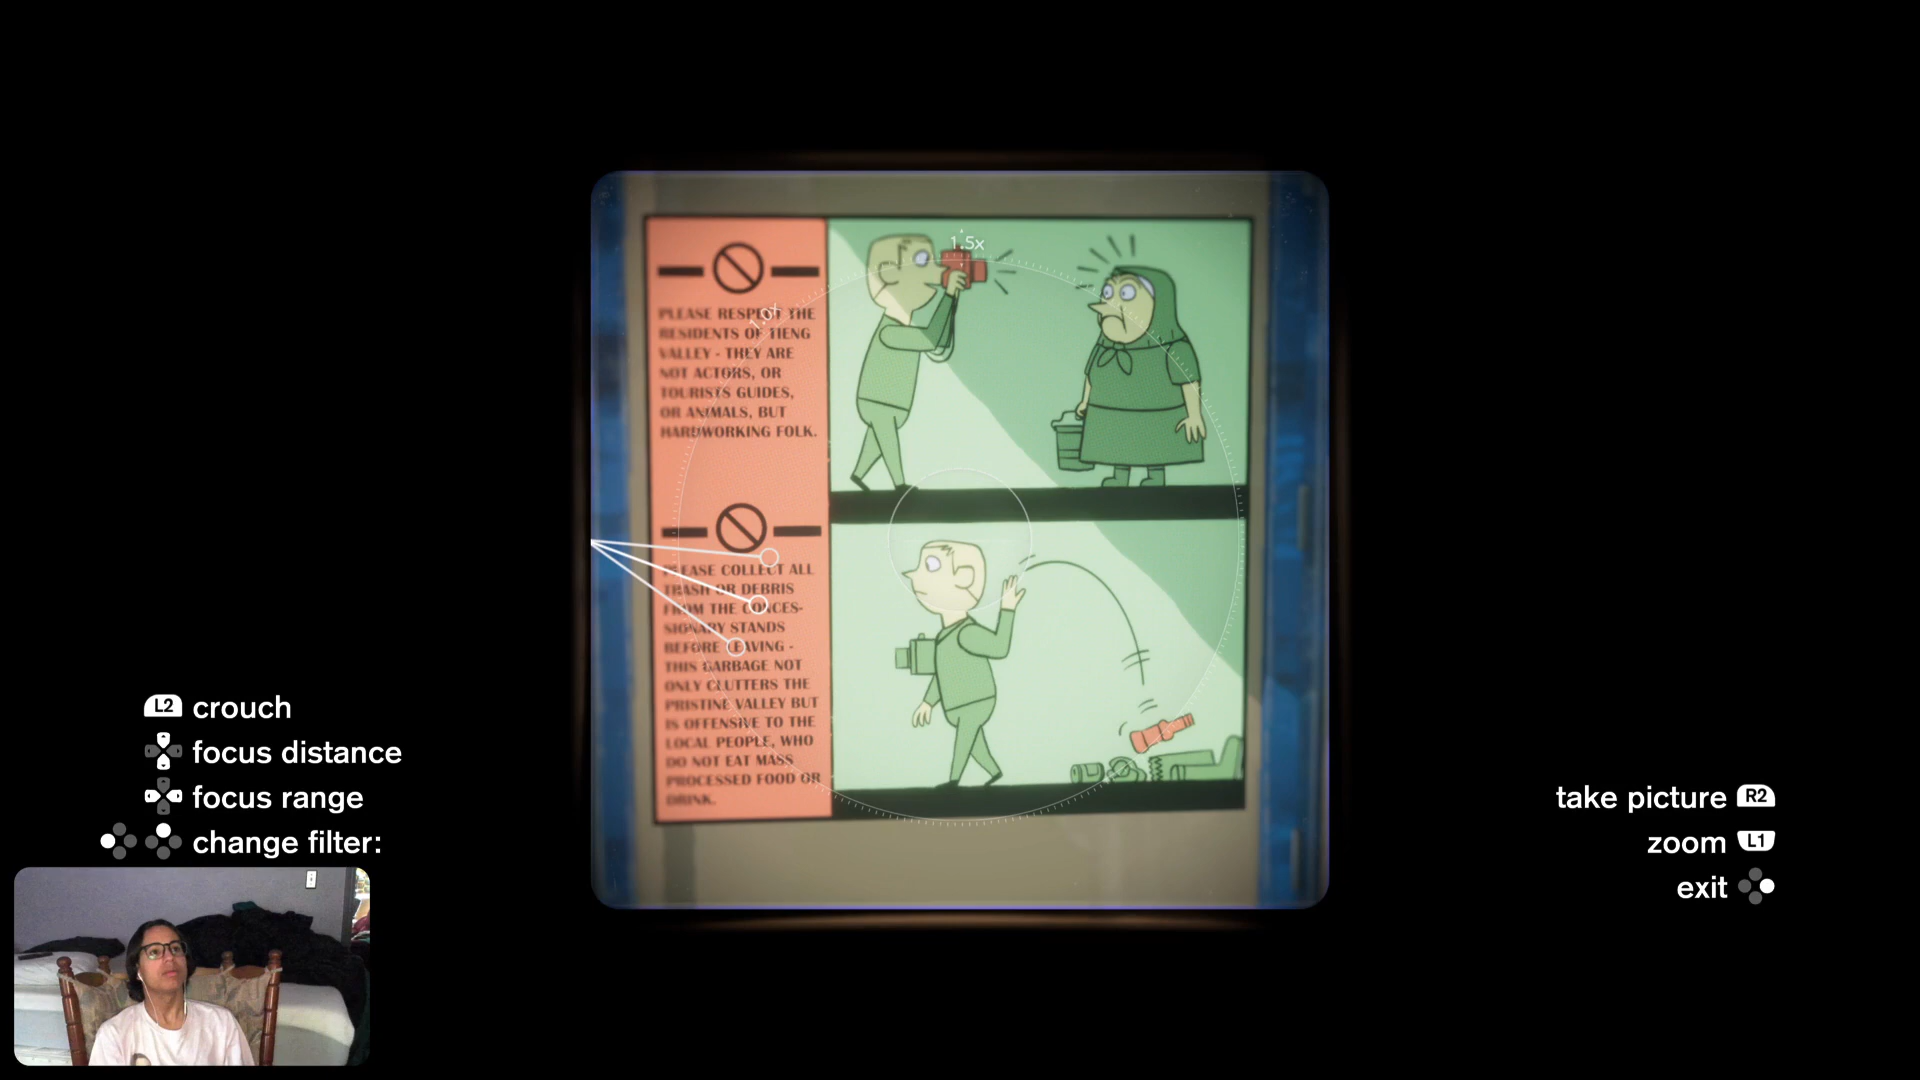 1.5x
1.0x
PLEASE RESPECT THE
RESIDENTS OF TIENG
VALLEY - THEY ARE
NOT ACTORS, OR
TOURISTS GUIDES,
OR ANIMALS, BUT
HARDWORKING FOLK.
PLEASE COLLECT ALL
TRASH OR DEBRIS
FROM THE CONCES-
SIONARY STANDS
BEFORE LEAVING -
THIS GARBAGE NOT
ONLY CLUTTERS THE
PRISTINE VALLEY BUT
IS OFFENSIVE TO THE
LOCAL PEOPLE, WHO
DO NOT EAT MASS
PROCESSED FOOD OR
DRINK.
L2 crouch
focus distance
focus range
change filter:
take picture R2
zoom L1
exit